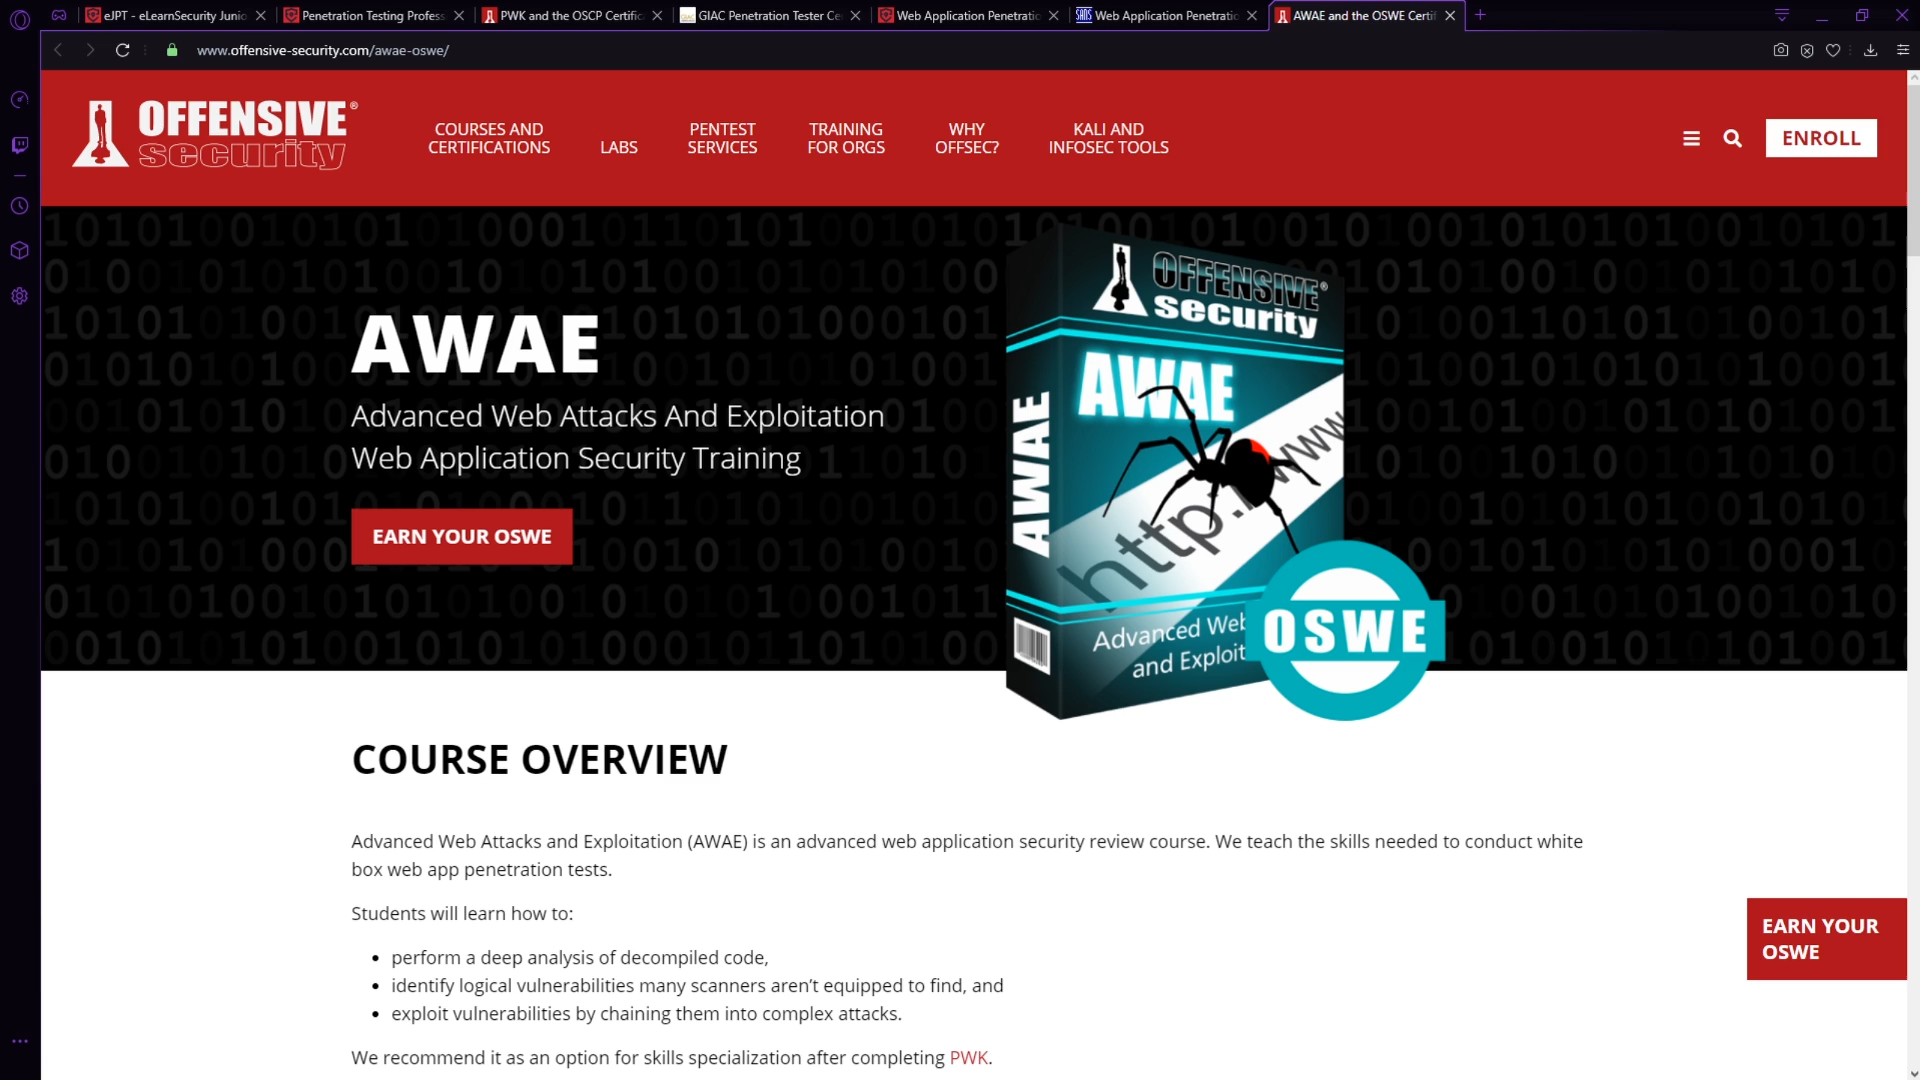 eJPT - eLearnSecurity Junio
Penetration Testing Profess
PWK and the OSCP Certific
GIAC Penetration Tester Ce
Web Application Penetratio
SANS
Web Application Penetratio
AWAE and the OSWE Certif
www.offensive-security.com/awae-oswe/
OFFENSIVE®
security
COURSES AND
CERTIFICATIONS
LABS
PENTEST
SERVICES
TRAINING
FOR ORGS
WHY
OFFSEC?
KALI AND
INFOSEC TOOLS
ENROLL
AWAE
Advanced Web Attacks And Exploitation
Web Application Security Training
EARN YOUR OSWE
OFFENSIVE®
security
AWAE
AWAE
http:
www
Advanced Web
and Exploit
OSWE
COURSE OVERVIEW
Advanced Web Attacks and Exploitation (AWAE) is an advanced web application security review course. We teach the skills needed to conduct white
box web app penetration tests.
Students will learn how to:
• perform a deep analysis of decompiled code,
• identify logical vulnerabilities many scanners aren’t equipped to find, and
• exploit vulnerabilities by chaining them into complex attacks.
We recommend it as an option for skills specialization after completing PWK.
EARN YOUR
OSWE